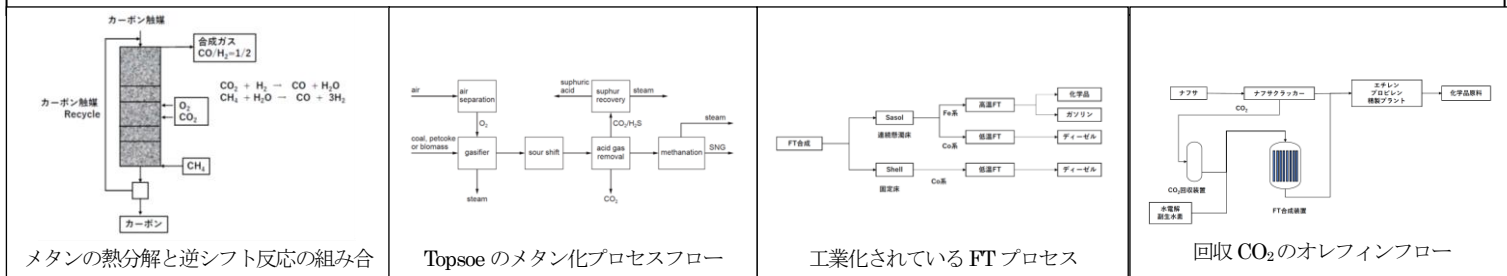 カーボン触媒
合成ガス
CO/H₂=1/2
CO₂ + H₂ → CO + H₂O
CH₄ + H₂O → CO + 3H₂
カーボン触媒
Recycle
O₂
CO₂
CH₄
カーボン
メタンの熱分解と逆シフト反応の組み合
air
air
separation
O₂
suphuric
acid
suphur
recovery
steam
CO₂/H₂S
steam
coal, petcoke
or biomass
gasifier
sour shift
acid gas
removal
methanation
SNG
steam
CO₂
Topsoe のメタン化プロセスフロー
FT合成
Sasol
連続懸濁床
Fe系
高温FT
化学品
ガソリン
Co系
低温FT
ディーゼル
Shell
固定床
Co系
低温FT
ディーゼル
工業化されている FT プロセス
ナフサ
ナフサクラッカー
エチレン
プロピレン
精製プラント
化学品原料
CO₂
CO₂回収装置
水電解
副生水素
FT合成装置
回収 CO₂のオレフィンフロー